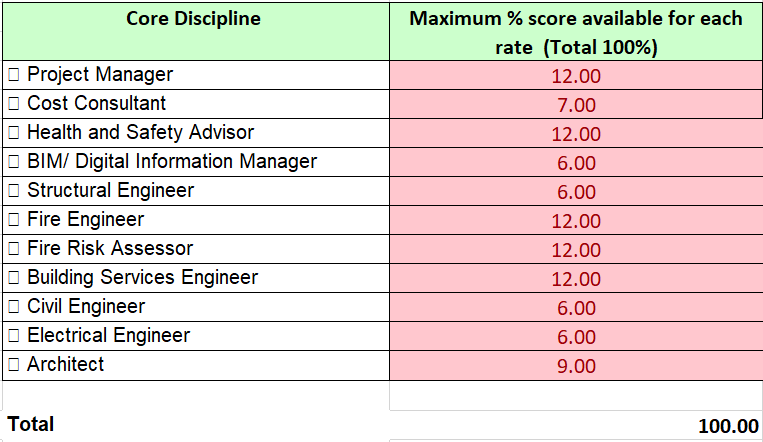 Core Discipline
Maximum % score available for each
rate (Total 100%)
□ Project Manager 12.00
□ Cost Consultant 7.00
□ Health and Safety Advisor 12.00
□ BIM/ Digital Information Manager 6.00
□ Structural Engineer 6.00
□ Fire Engineer 12.00
□ Fire Risk Assessor 12.00
□ Building Services Engineer 12.00
□ Civil Engineer 6.00
□ Electrical Engineer 6.00
□ Architect 9.00
Total 100.00